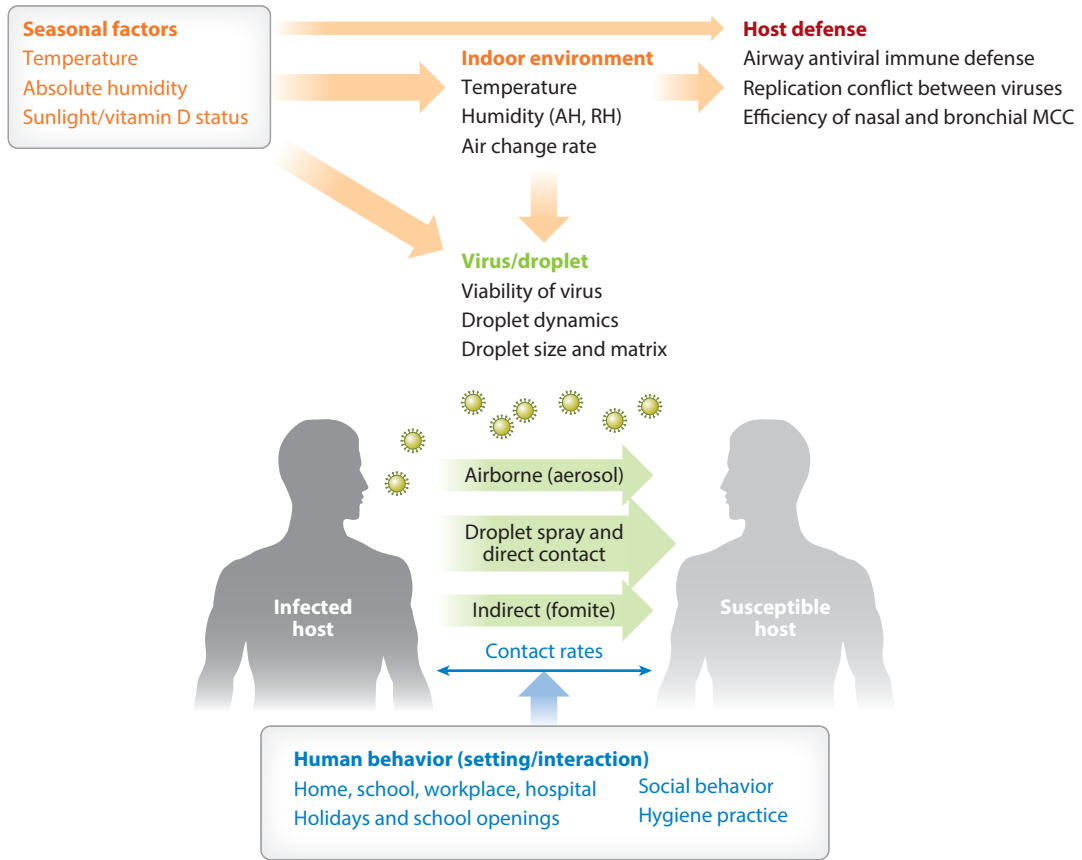 Seasonal factors
Temperature
Absolute humidity
Sunlight/vitamin D status
Indoor environment
Temperature
Humidity (AH, RH)
Air change rate
Host defense
Airway antiviral immune defense
Replication conflict between viruses
Efficiency of nasal and bronchial MCC
Virus/droplet
Viability of virus
Droplet dynamics
Droplet size and matrix
Airborne (aerosol)
Droplet spray and
direct contact
Indirect (fomite)
Infected
host
Susceptible
host
Contact rates
Human behavior (setting/interaction)
Home, school, workplace, hospital
Holidays and school openings
Social behavior
Hygiene practice